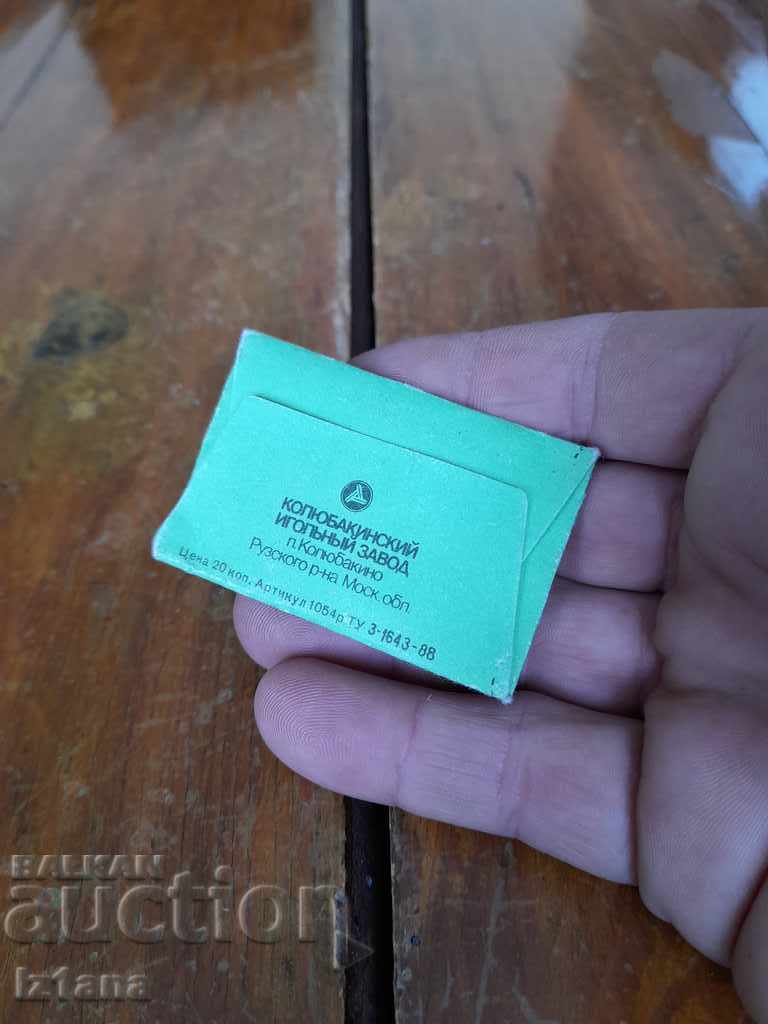 КОЛЮБАКИНСКИЙ
ИГОЛЬНЫЙ ЗАВОД
п. Колюбакино
Рузского р-на Моск. обл.
Цена 20 коп. Артикул 1054р ТУ 3-1643-88
BALKAN
auction
iz1ana